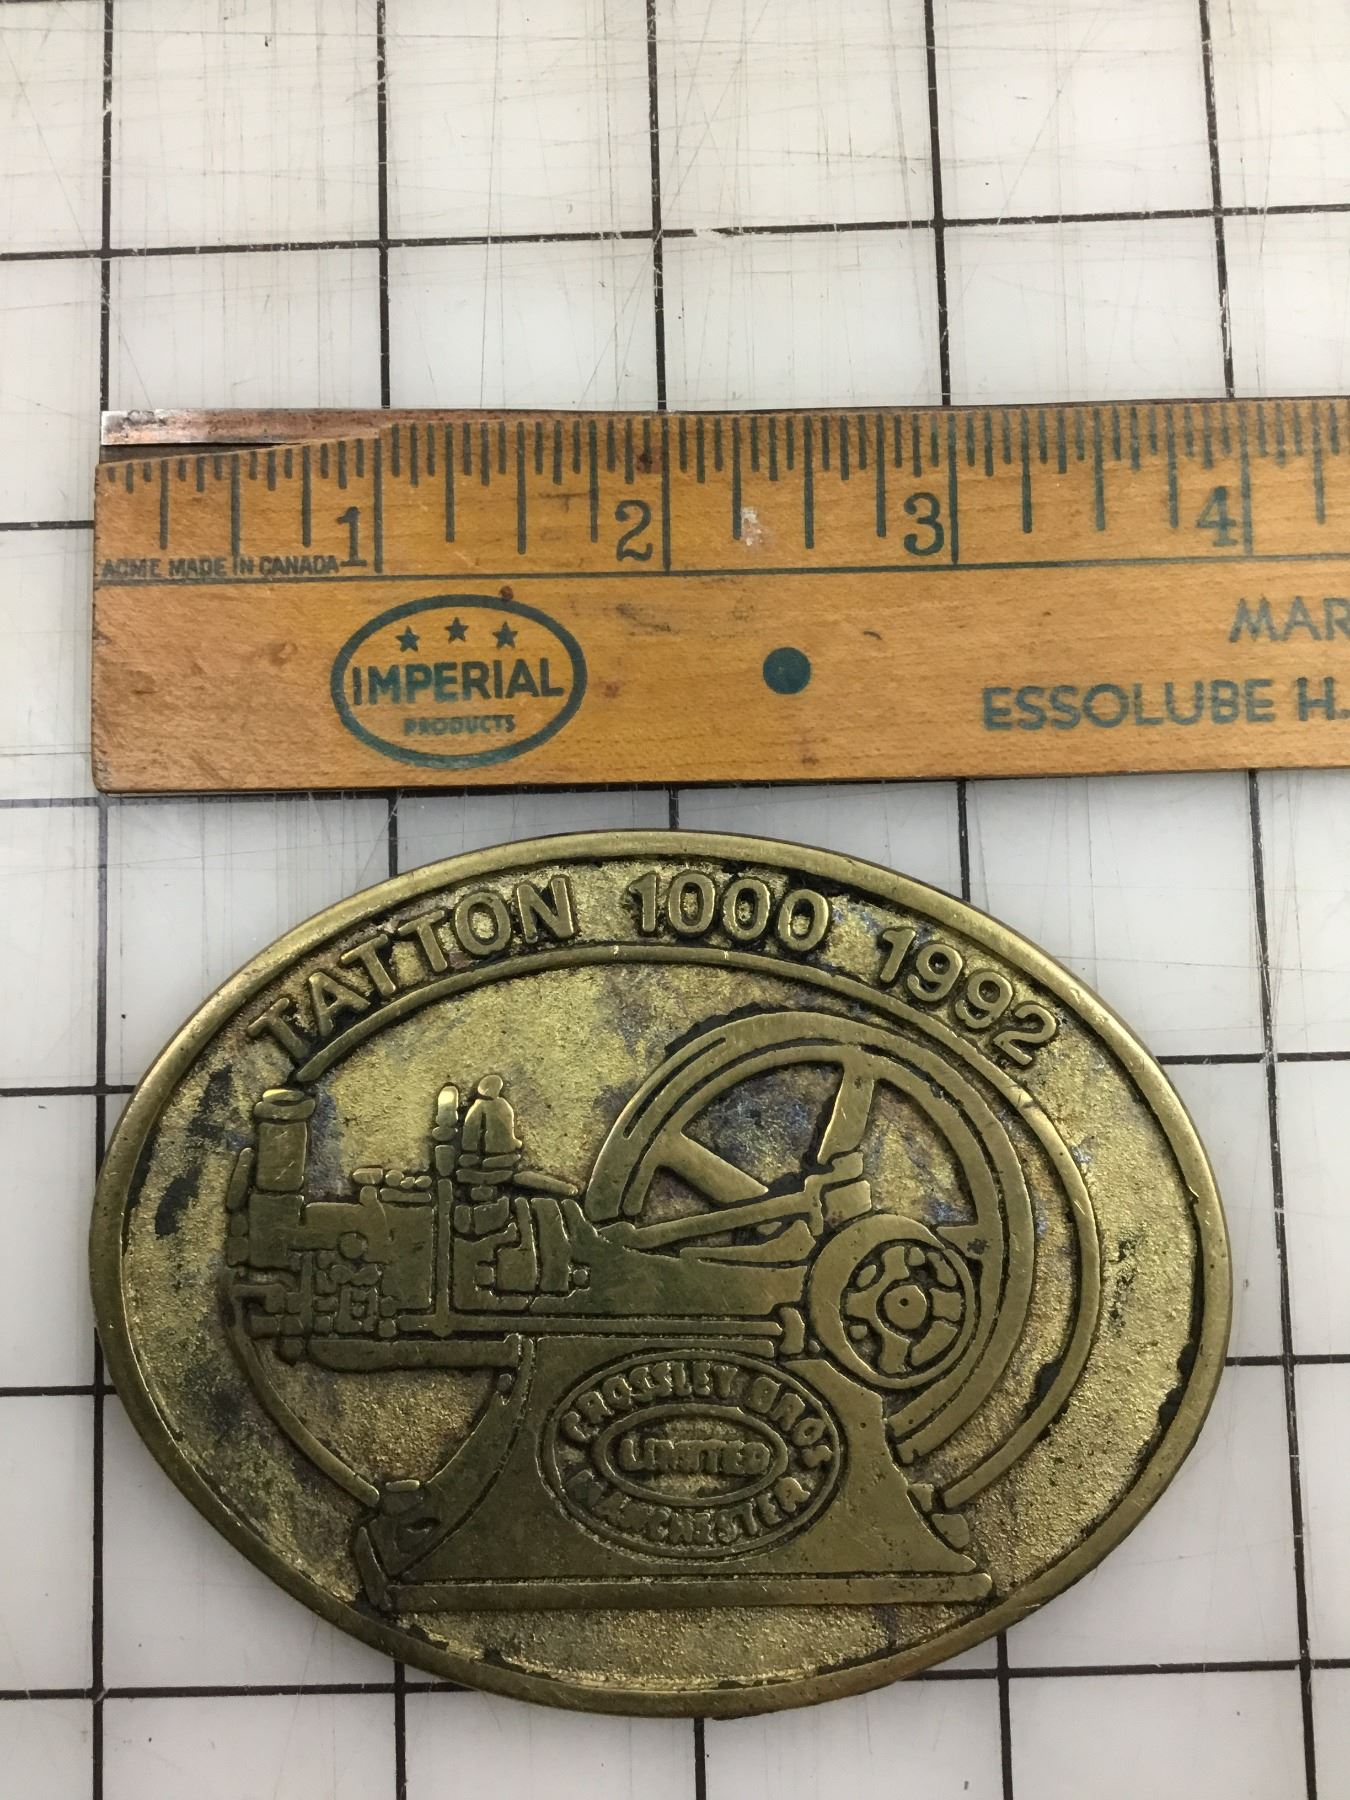 1 2 3 4
ACME MADE IN CANADA
★ ★ ★
IMPERIAL
PRODUCTS
MAR
ESSOLUBE H.
TATTON 1000 1992
CROSSLEY BROS
LIMITED
MANCHESTER